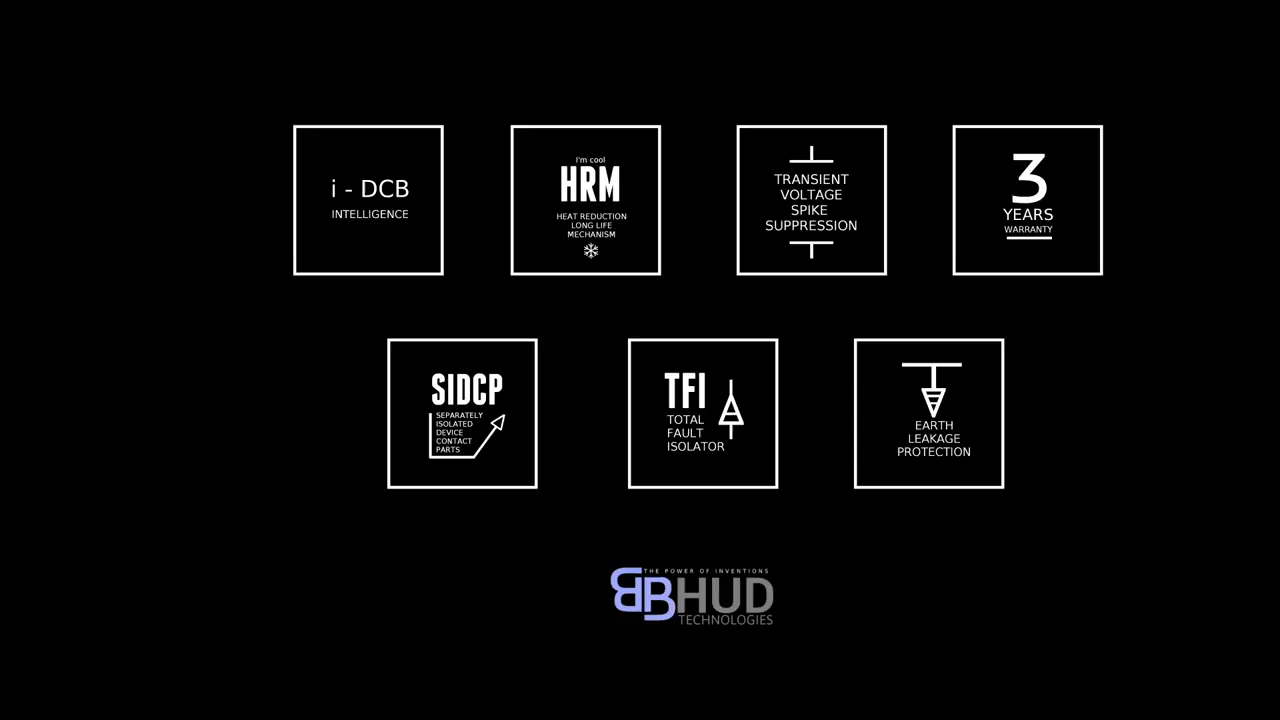 i - DCB
INTELLIGENCE
I'm cool
HRM
HEAT REDUCTION
LONG LIFE
MECHANISM
TRANSIENT
VOLTAGE
SPIKE
SUPPRESSION
3
YEARS
WARRANTY
SIDCP
SEPARATELY
ISOLATED
DEVICE
CONTACT
PARTS
TFI
TOTAL
FAULT
ISOLATOR
EARTH
LEAKAGE
PROTECTION
THE POWER OF INVENTIONS
BBHUD
TECHNOLOGIES